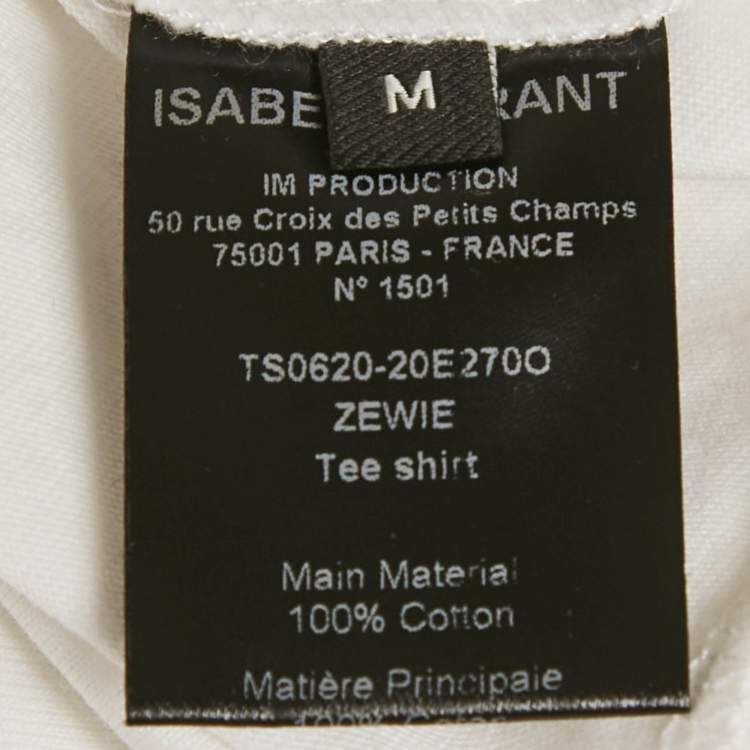 ISABE RANT
M
IM PRODUCTION
50 rue Croix des Petits Champs
75001 PARIS - FRANCE
N° 1501
TS0620-20E270O
ZEWIE
Tee shirt
Main Material
100% Cotton
Matière Principale